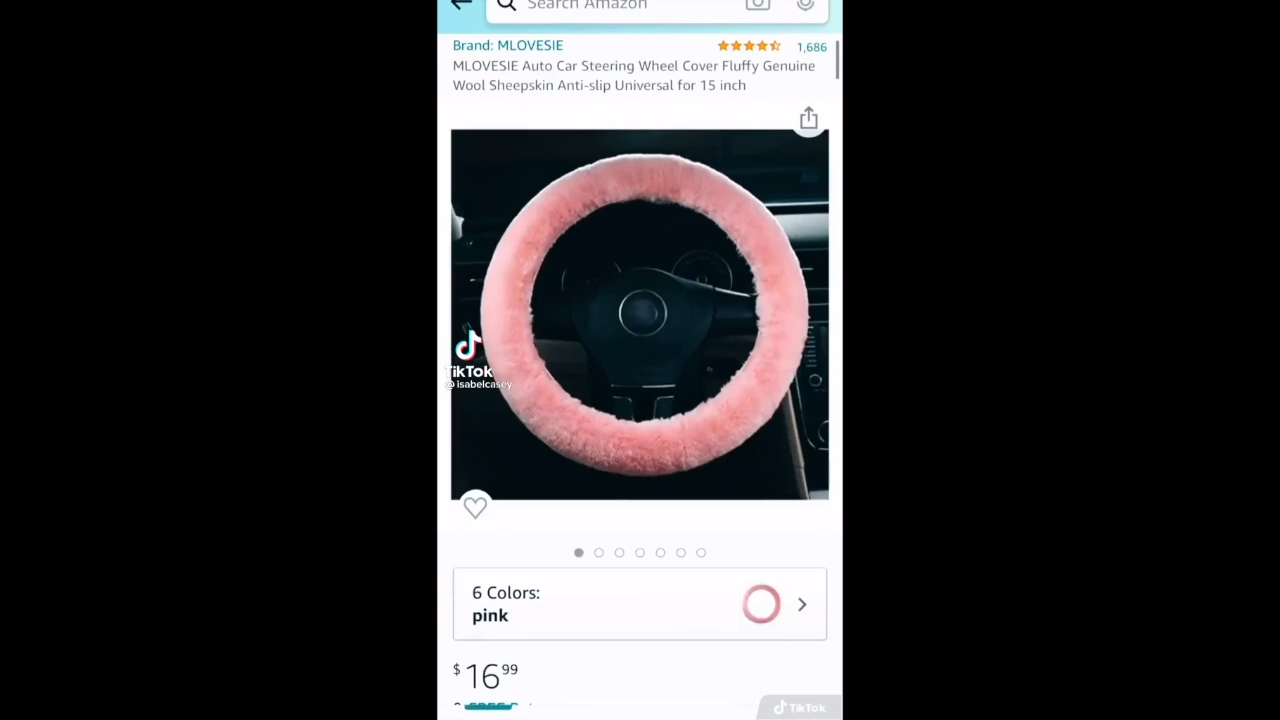 Search Amazon
Brand: MLOVESIE
1,686
MLOVESIE Auto Car Steering Wheel Cover Fluffy Genuine
Wool Sheepskin Anti-slip Universal for 15 inch
TikTok
@isabelcasey
6 Colors:
pink
$16.99
TikTok